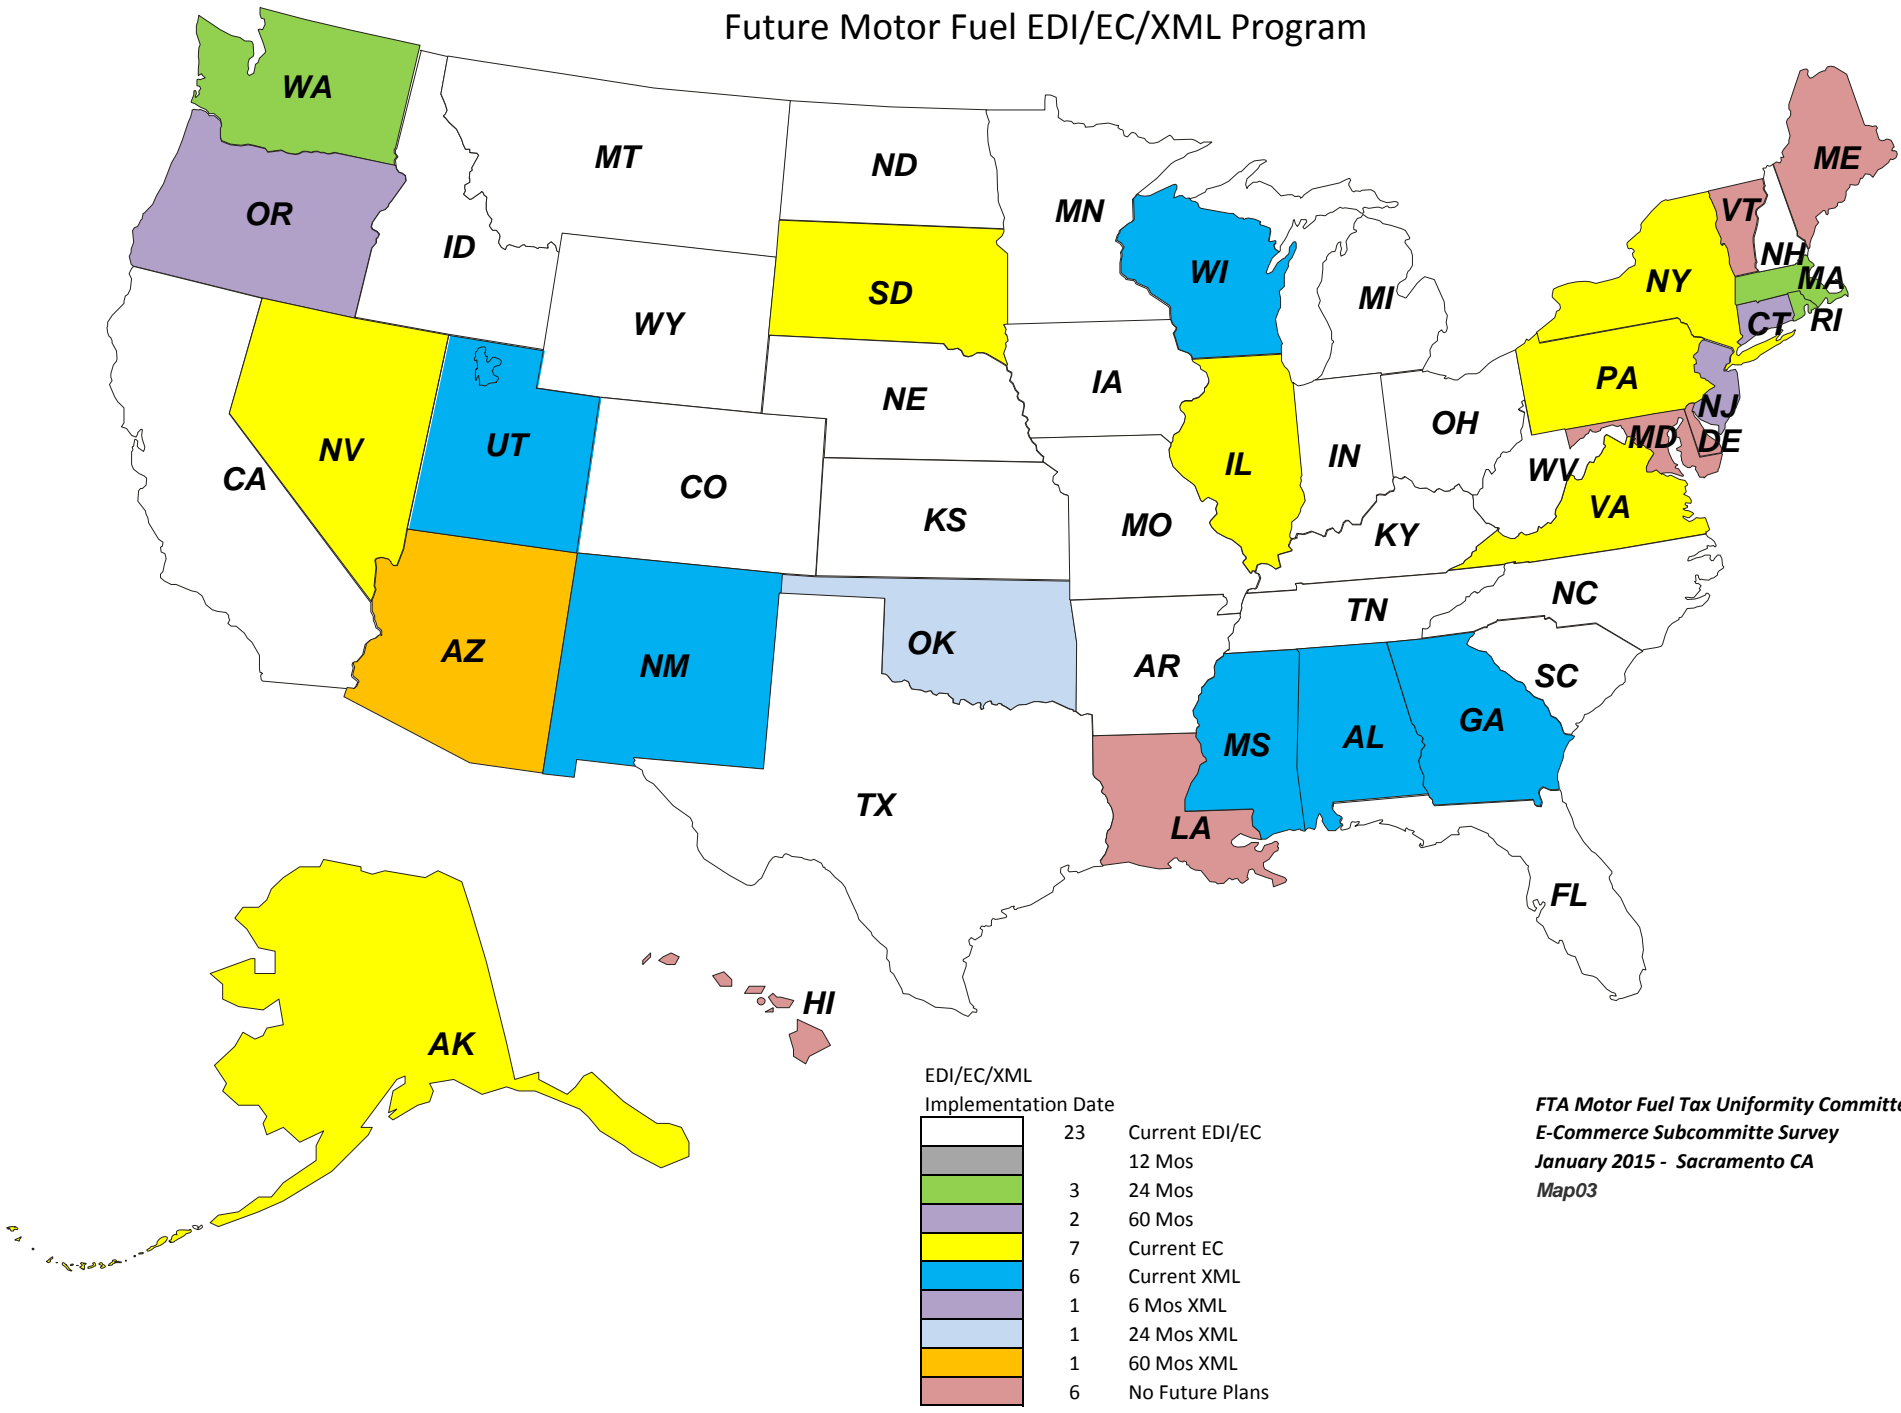 Future Motor Fuel EDI/EC/XML Program
WA
MT
ND
MN
ME
OR
ID
VT
NH
SD
WI
NY
MA
WY
MI
RI
CT
IA
PA
NE
NJ
OH
MD
DE
NV
UT
CA
CO
IL
IN
WV
KS
MO
VA
KY
NC
TN
AZ
OK
NM
AR
SC
GA
MS
AL
TX
LA
FL
HI
AK
EDI/EC/XML
Implementation Date
23 Current EDI/EC
12 Mos
3 24 Mos
2 60 Mos
7 Current EC
6 Current XML
1 6 Mos XML
1 24 Mos XML
1 60 Mos XML
6 No Future Plans
FTA Motor Fuel Tax Uniformity Committe
E-Commerce Subcommitte Survey
January 2015 - Sacramento CA
Map03